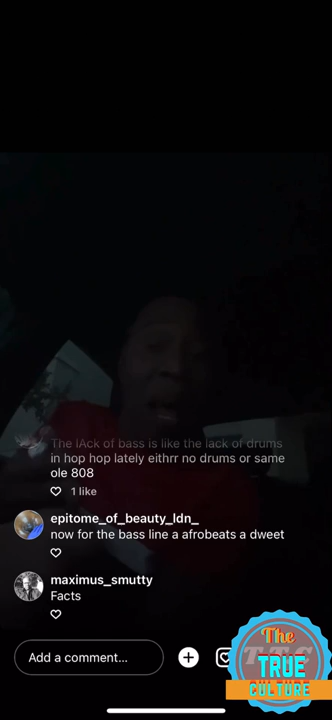 The lAck of bass is like the lack of drums
in hop hop lately eithrr no drums or same
ole 808
1 like
epitome_of_beauty_ldn_
now for the bass line a afrobeats a dweet
maximus_smutty
Facts
Add a comment...
The
TRUE
CULTURE